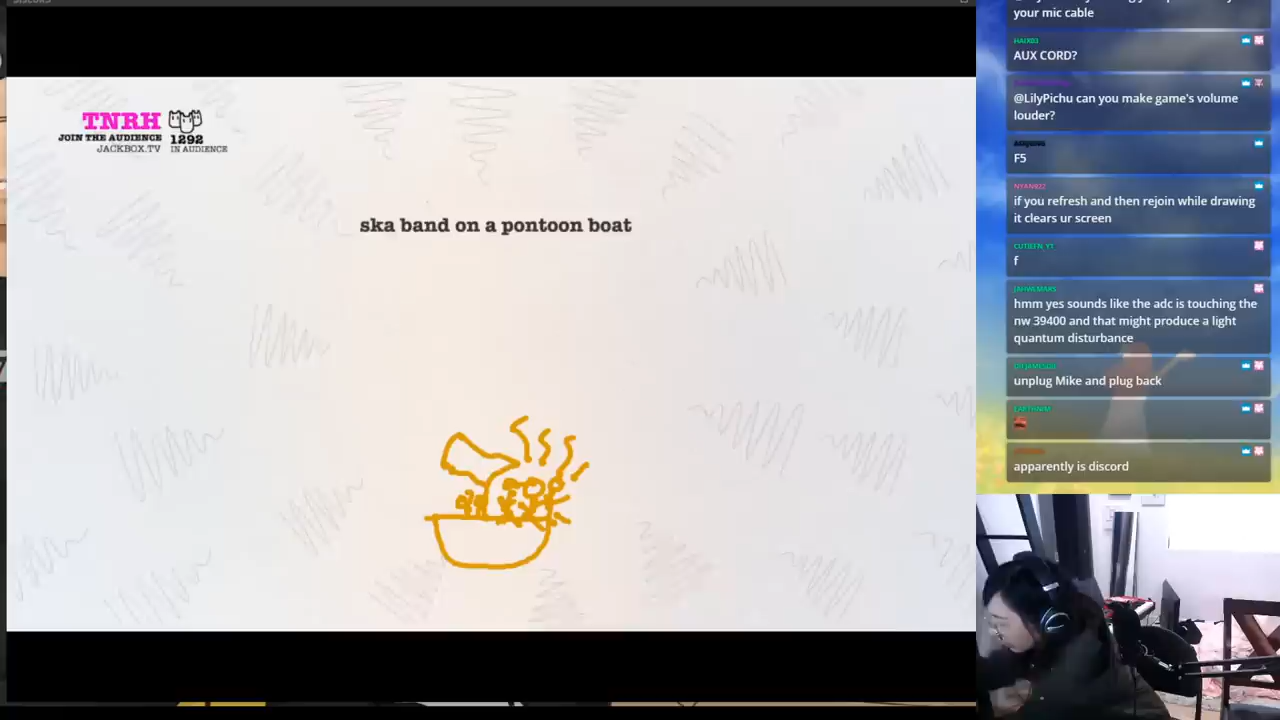 TNRH
JOIN THE AUDIENCE
JACKBOX.TV
1292
IN AUDIENCE
ska band on a pontoon boat
your mic cable
AUX CORD?
@LilyPichu can you make game's volume
louder?
F5
NYAN922
if you refresh and then rejoin while drawing
it clears ur screen
f
hmm yes sounds like the adc is touching the
nw 39400 and that might produce a light
quantum disturbance
unplug Mike and plug back
apparently is discord